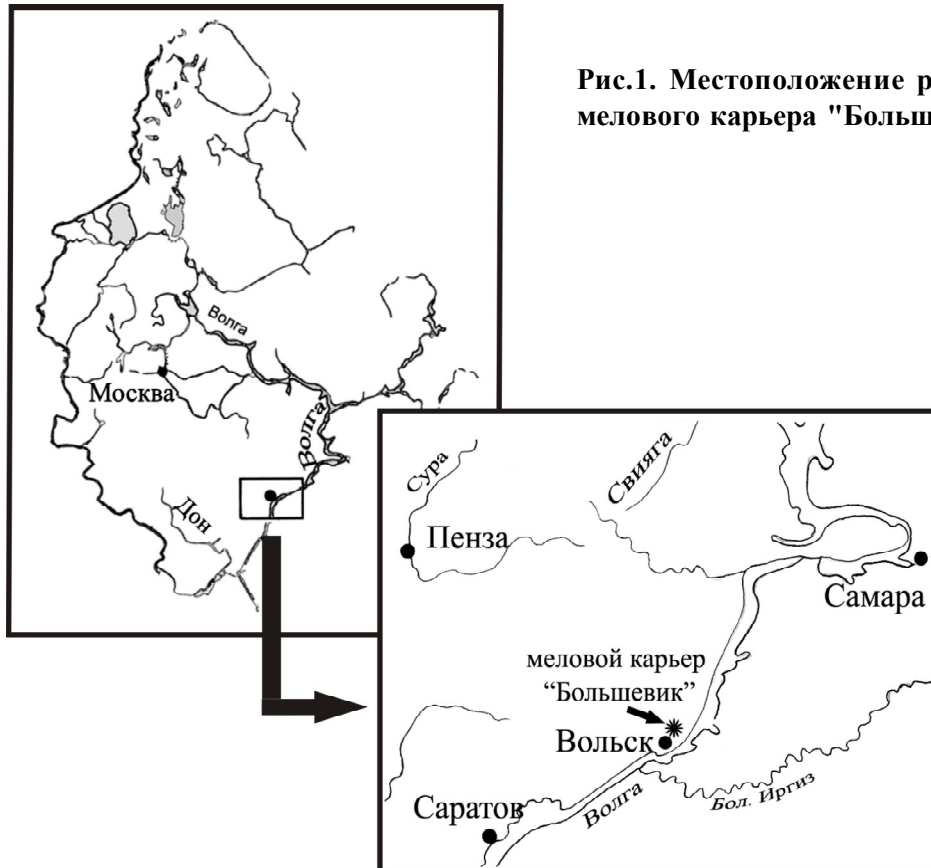 Рис.1. Местоположение р
мелового карьера "Больш
Волга
Москва
Волга
Дон
Сура
Свияга
Пенза
Самара
меловой карьер
“Большевик”
Вольск
Волга
Бол. Иргиз
Саратов